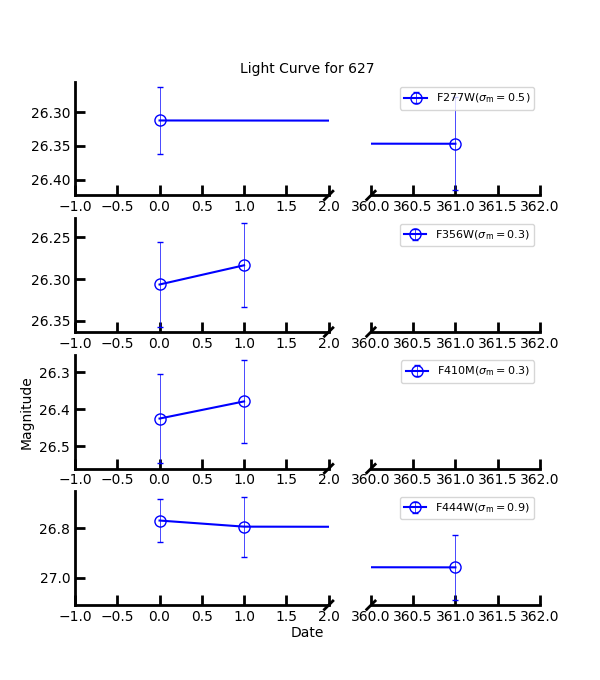 Light Curve for 627
26.30
26.35
26.40
F277W(σm = 0.5)
−1.0 −0.5 0.0 0.5 1.0 1.5 2.0 360.0 360.5 361.0 361.5 362.0
26.25
26.30
26.35
F356W(σm = 0.3)
−1.0 −0.5 0.0 0.5 1.0 1.5 2.0 360.0 360.5 361.0 361.5 362.0
Magnitude
26.3
26.4
26.5
F410M(σm = 0.3)
−1.0 −0.5 0.0 0.5 1.0 1.5 2.0 360.0 360.5 361.0 361.5 362.0
26.8
27.0
F444W(σm = 0.9)
−1.0 −0.5 0.0 0.5 1.0 1.5 2.0 360.0 360.5 361.0 361.5 362.0
Date